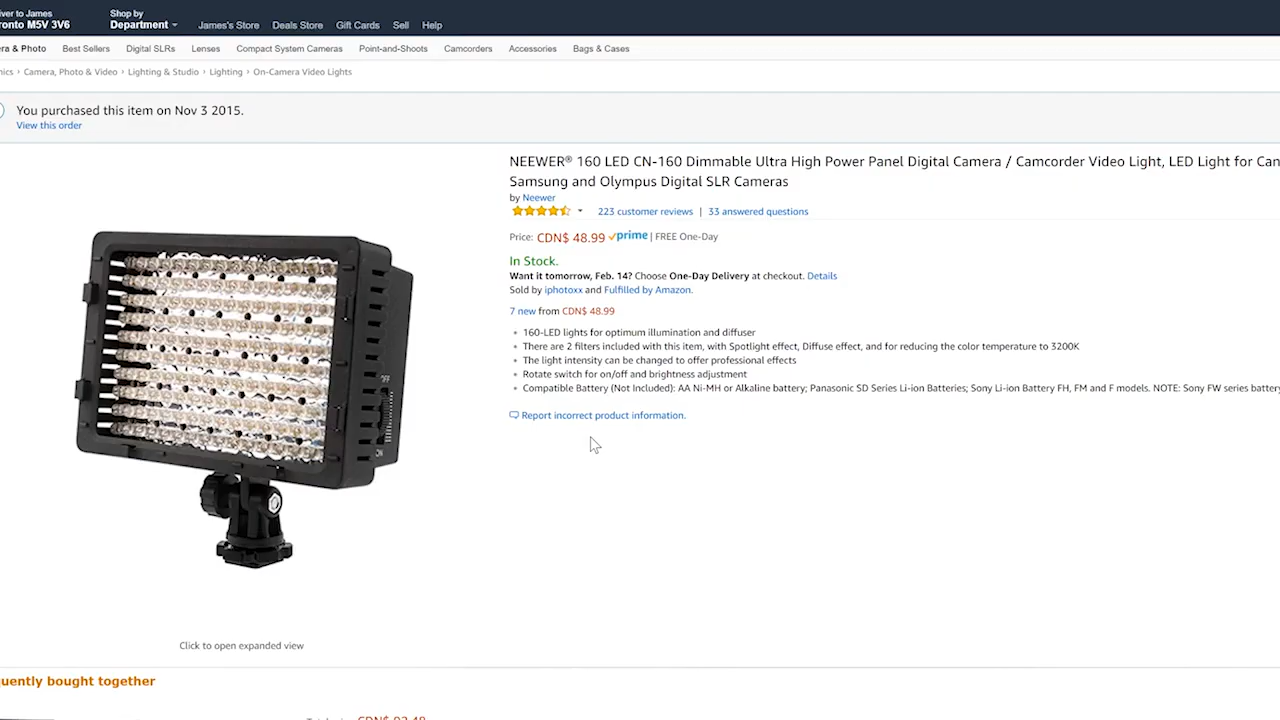 iver to James
ronto M5V 3V6
Shop by
Department
James's Store Deals Store Gift Cards Sell Help
ra & Photo Best Sellers Digital SLRs Lenses Compact System Cameras Point-and-Shoots Camcorders Accessories Bags & Cases
nics › Camera, Photo & Video › Lighting & Studio › Lighting › On-Camera Video Lights
You purchased this item on Nov 3 2015.
View this order
NEEWER® 160 LED CN-160 Dimmable Ultra High Power Panel Digital Camera / Camcorder Video Light, LED Light for Can
Samsung and Olympus Digital SLR Cameras
by Neewer
223 customer reviews | 33 answered questions
Price: CDN$ 48.99 prime | FREE One-Day
In Stock.
Want it tomorrow, Feb. 14? Choose One-Day Delivery at checkout. Details
Sold by iphotoxx and Fulfilled by Amazon.
7 new from CDN$ 48.99
160-LED lights for optimum illumination and diffuser
There are 2 filters included with this item, with Spotlight effect, Diffuse effect, and for reducing the color temperature to 3200K
The light intensity can be changed to offer professional effects
Rotate switch for on/off and brightness adjustment
Compatible Battery (Not Included): AA Ni-MH or Alkaline battery; Panasonic SD Series Li-ion Batteries; Sony Li-ion Battery FH, FM and F models. NOTE: Sony FW series battery
Report incorrect product information.
OFF
ON
Click to open expanded view
quently bought together
CDN$ 92.48